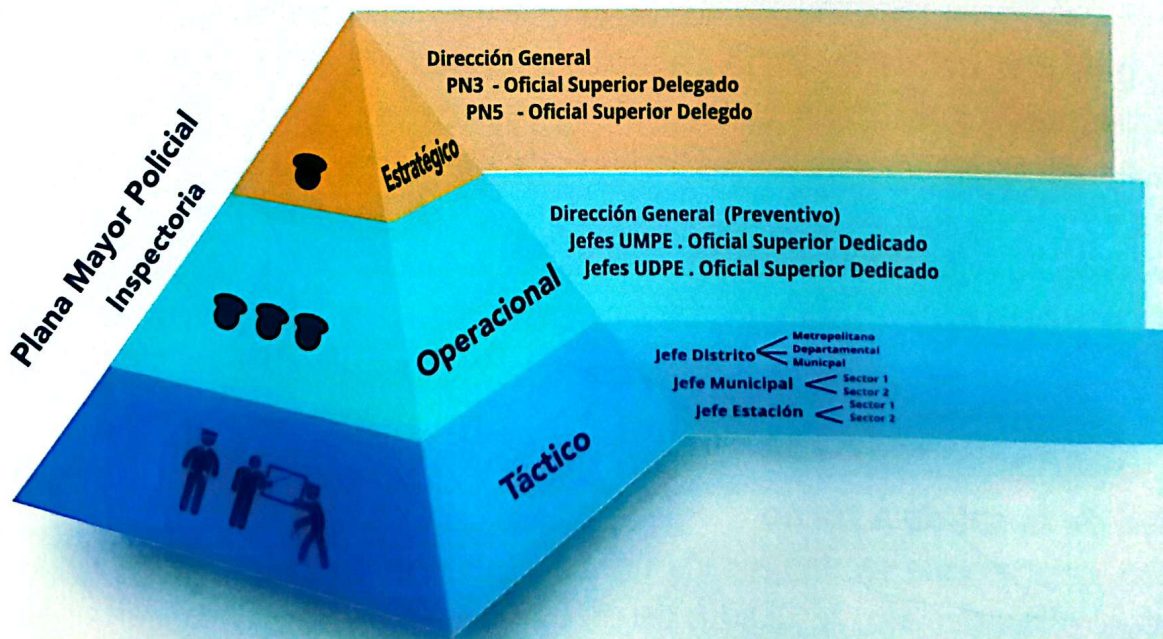 Plana Mayor Policial
Inspectoria
Estratégico
Dirección General
PN3 - Oficial Superior Delegado
PN5 - Oficial Superior Delegdo
Operacional
Dirección General (Preventivo)
Jefes UMPE . Oficial Superior Dedicado
Jefes UDPE . Oficial Superior Dedicado
Táctico
Jefe Distrito
Metropolitano
Departamental
Municpal
Jefe Municipal
Sector 1
Sector 2
Jefe Estación
Sector 1
Sector 2